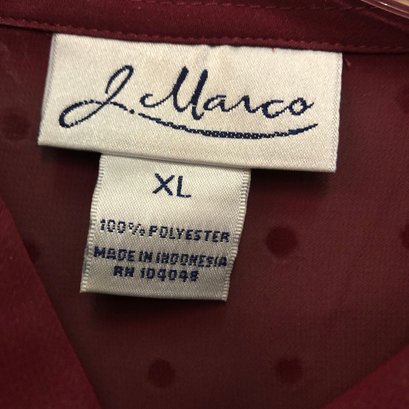 J. Marco
XL
100% POLYESTER
MADE IN INDONESIA
RN 104048